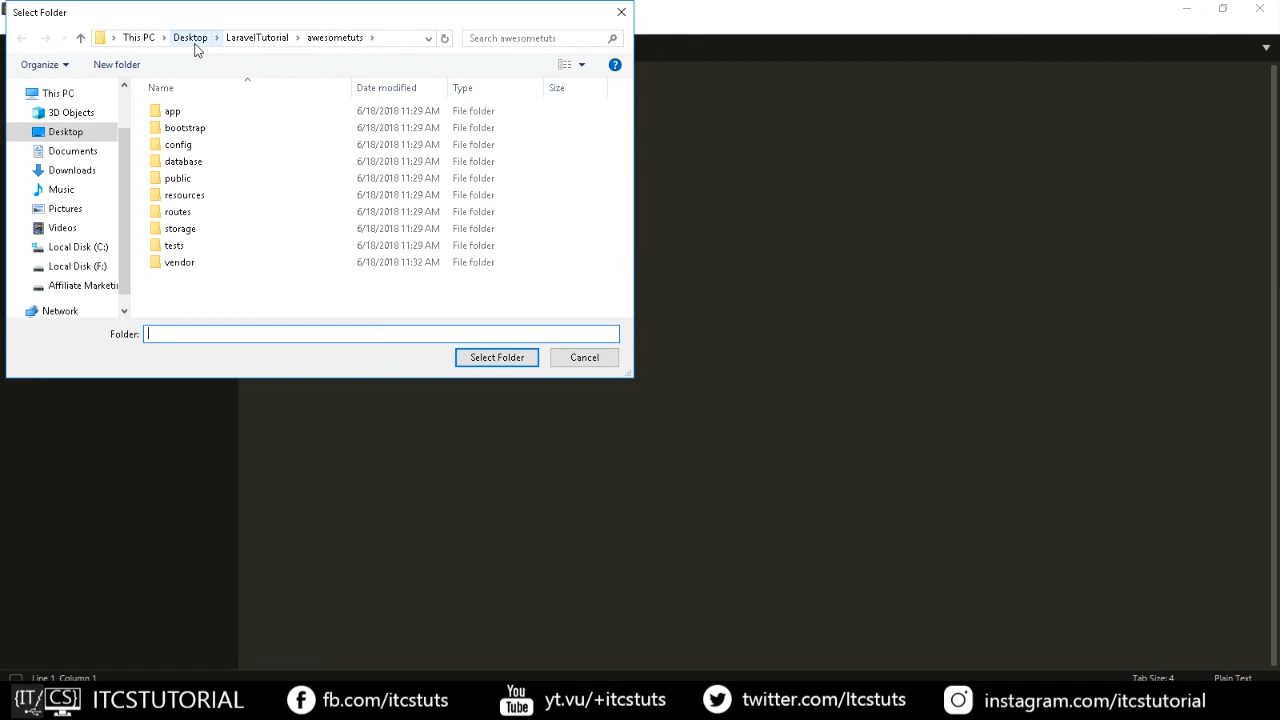 Select Folder
This PC > Desktop > LaravelTutorial > awesometuts >
Search awesometuts
Organize
New folder
Name Date modified Type Size
This PC
3D Objects
Desktop
Documents
Downloads
Music
Pictures
Videos
Local Disk (C:)
Local Disk (F:)
Affiliate Marketi
Network
app 6/18/2018 11:29 AM File folder
bootstrap 6/18/2018 11:29 AM File folder
config 6/18/2018 11:29 AM File folder
database 6/18/2018 11:29 AM File folder
public 6/18/2018 11:29 AM File folder
resources 6/18/2018 11:29 AM File folder
routes 6/18/2018 11:29 AM File folder
storage 6/18/2018 11:29 AM File folder
tests 6/18/2018 11:29 AM File folder
vendor 6/18/2018 11:32 AM File folder
Folder:
Select Folder
Cancel
Line 1, Column 1
Tab Size: 4
Plain Text
{IT/CS} ITCSTUTORIAL
fb.com/itcstuts
You Tube yt.vu/+itcstuts
twitter.com/Itcstuts
instagram.com/itcstutorial